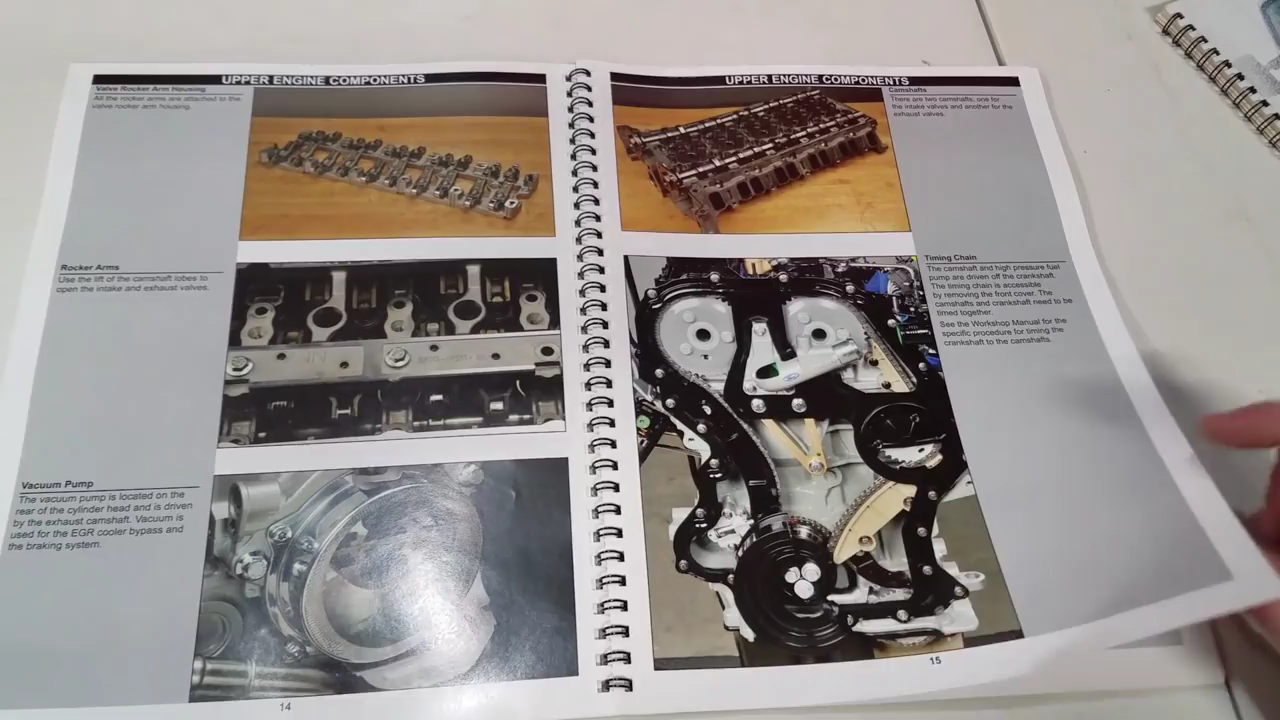 UPPER ENGINE COMPONENTS
Valve Rocker Arm Housing
All the rocker arms are attached to the
valve rocker arm housing.
Rocker Arms
Use the lift of the camshaft lobes to
open the intake and exhaust valves.
Vacuum Pump
The vacuum pump is located on the
rear of the cylinder head and is driven
by the exhaust camshaft. Vacuum is
used for the EGR cooler bypass and
the braking system.
14
UPPER ENGINE COMPONENTS
Camshafts
There are two camshafts, one for
the intake valves and another for the
exhaust valves.
Timing Chain
The camshaft and high pressure fuel
pump are driven off the crankshaft.
The timing chain is accessible
by removing the front cover. The
camshafts and crankshaft need to be
timed together.
See the Workshop Manual for the
specific procedure for timing the
crankshaft to the camshafts.
15